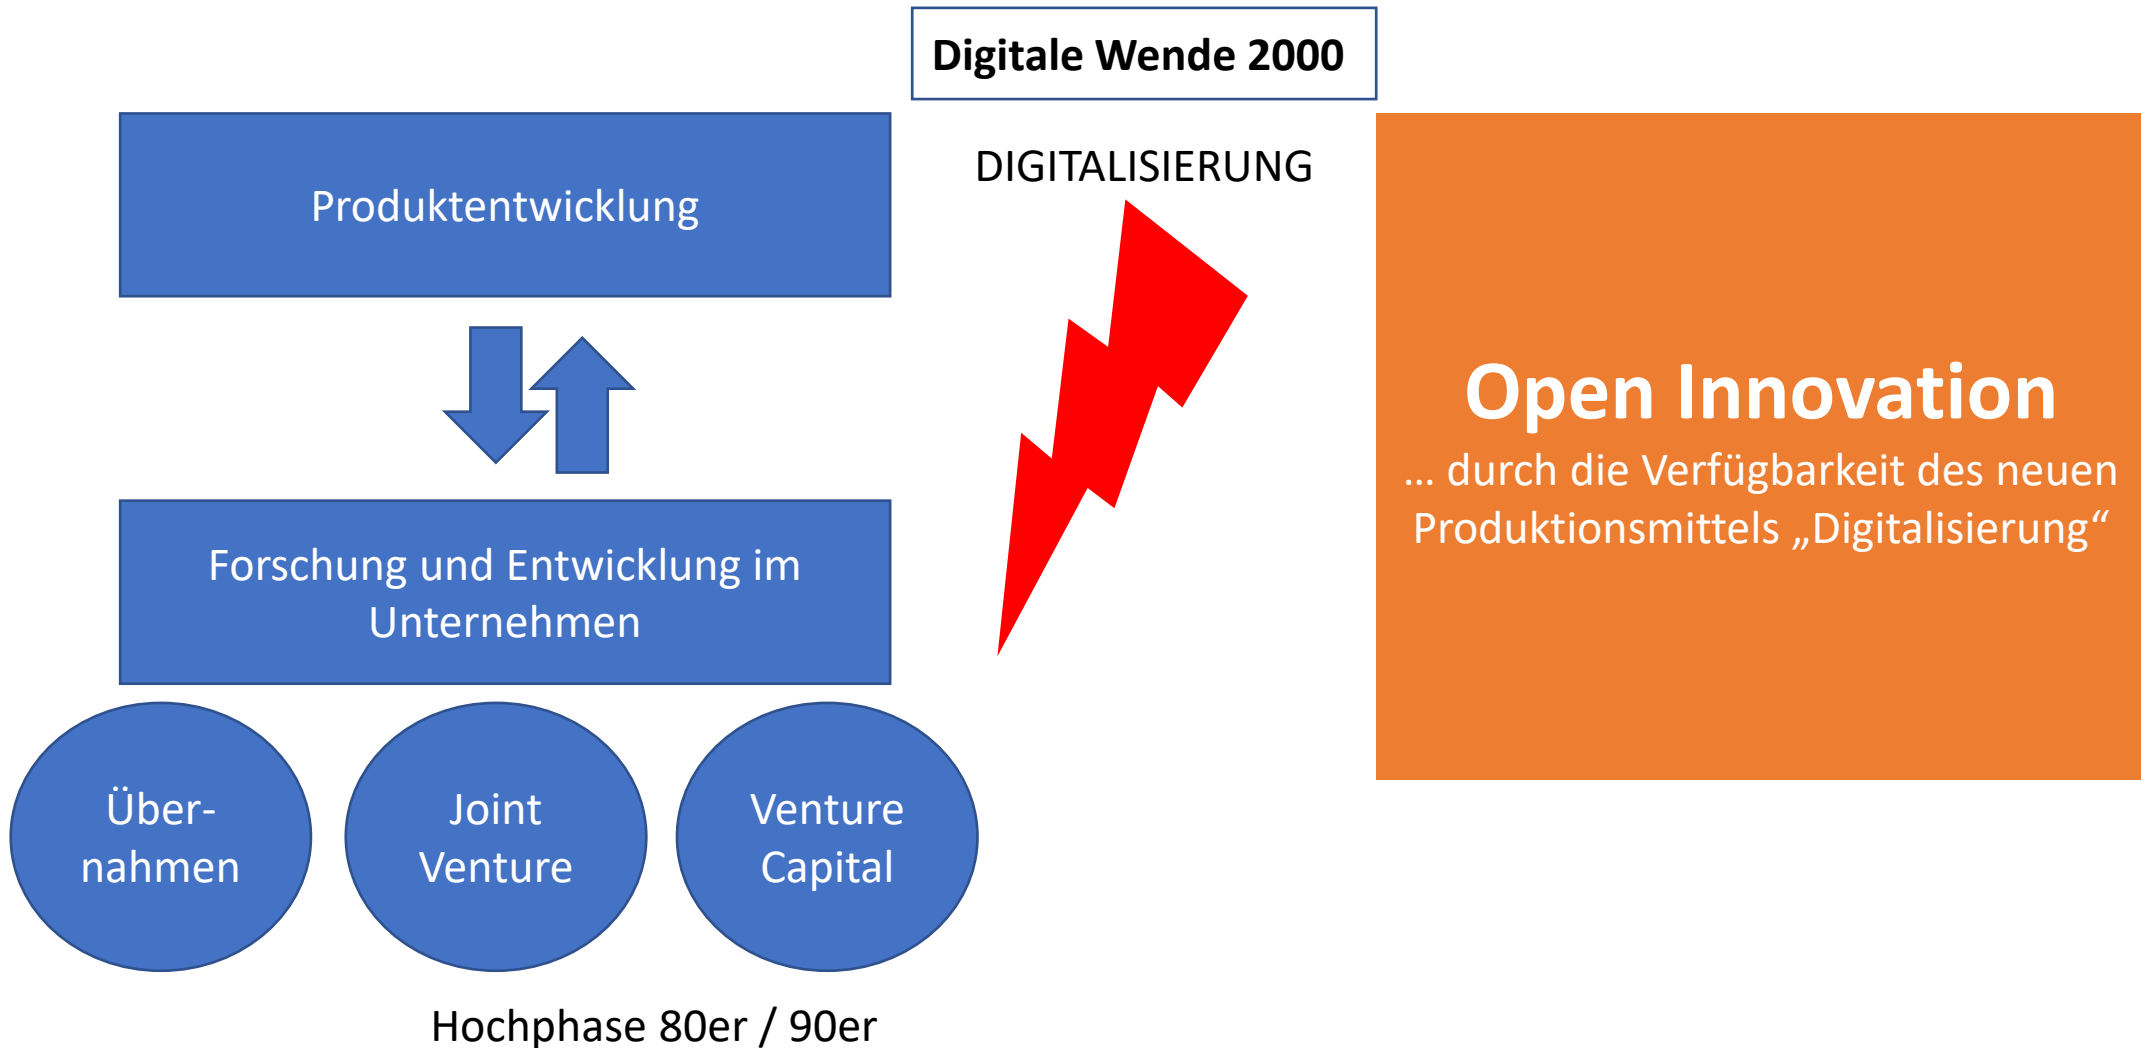 Digitale Wende 2000
Produktentwicklung
DIGITALISIERUNG
Open Innovation
... durch die Verfügbarkeit des neuen
Produktionsmittels „Digitalisierung“
Forschung und Entwicklung im
Unternehmen
Über-
nahmen
Joint
Venture
Venture
Capital
Hochphase 80er / 90er